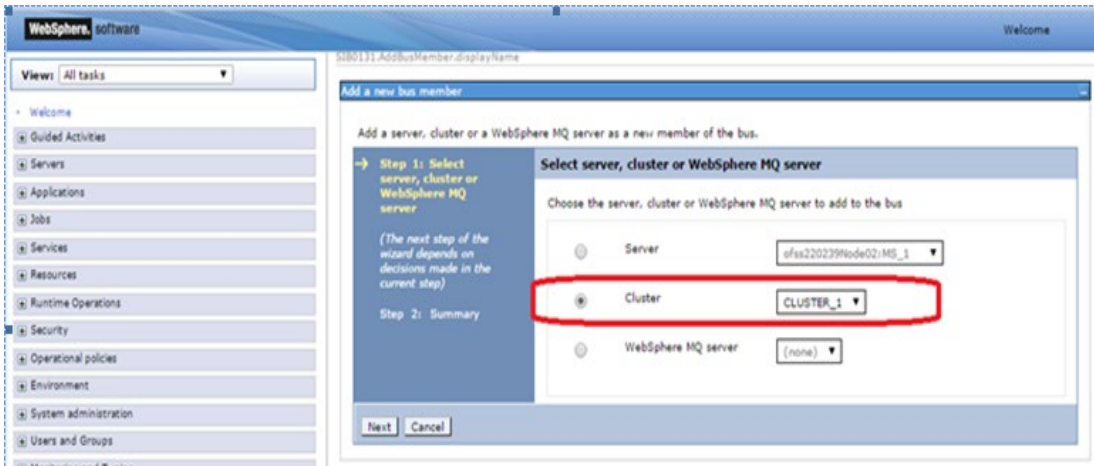 WebSphere. software
Welcome
View: All tasks
Welcome
Guided Activities
Servers
Applications
Jobs
Services
Resources
Runtime Operations
Security
Operational policies
Environment
System administration
Users and Groups
Monitoring and Tuning
SIB0131.AddBusMember.displayName
Add a new bus member
Add a server, cluster or a WebSphere MQ server as a new member of the bus.
Step 1: Select
server, cluster or
WebSphere MQ
server
(The next step of the
wizard depends on
decisions made in the
current step)
Step 2: Summary
Select server, cluster or WebSphere MQ server
Choose the server, cluster or WebSphere MQ server to add to the bus
Server
ofss220239Node02:MS_1
Cluster
CLUSTER_1
WebSphere MQ server
(none)
Next
Cancel